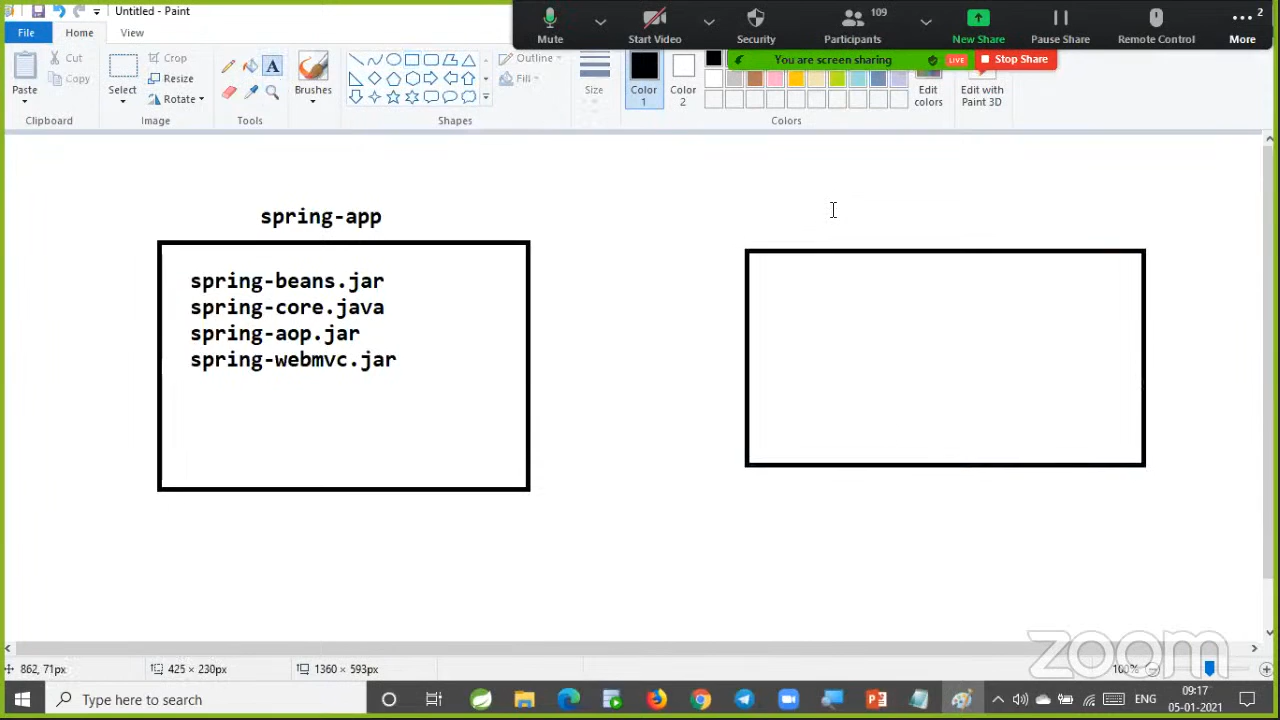 Untitled - Paint
File
Home
View
Paste
Cut
Copy
Clipboard
Select
Crop
Resize
Rotate
Image
A
Tools
Brushes
Shapes
Outline
Fill
Size
Color
1
Color
2
Colors
Edit
colors
Edit with
Paint 3D
Mute
Start Video
Security
109
Participants
New Share
Pause Share
Remote Control
2
More
You are screen sharing
LIVE
Stop Share
spring-app
spring-beans.jar
spring-core.java
spring-aop.jar
spring-webmvc.jar
zoom
862, 71px
425 × 230px
1360 × 593px
100%
Type here to search
ENG
09:17
05-01-2021